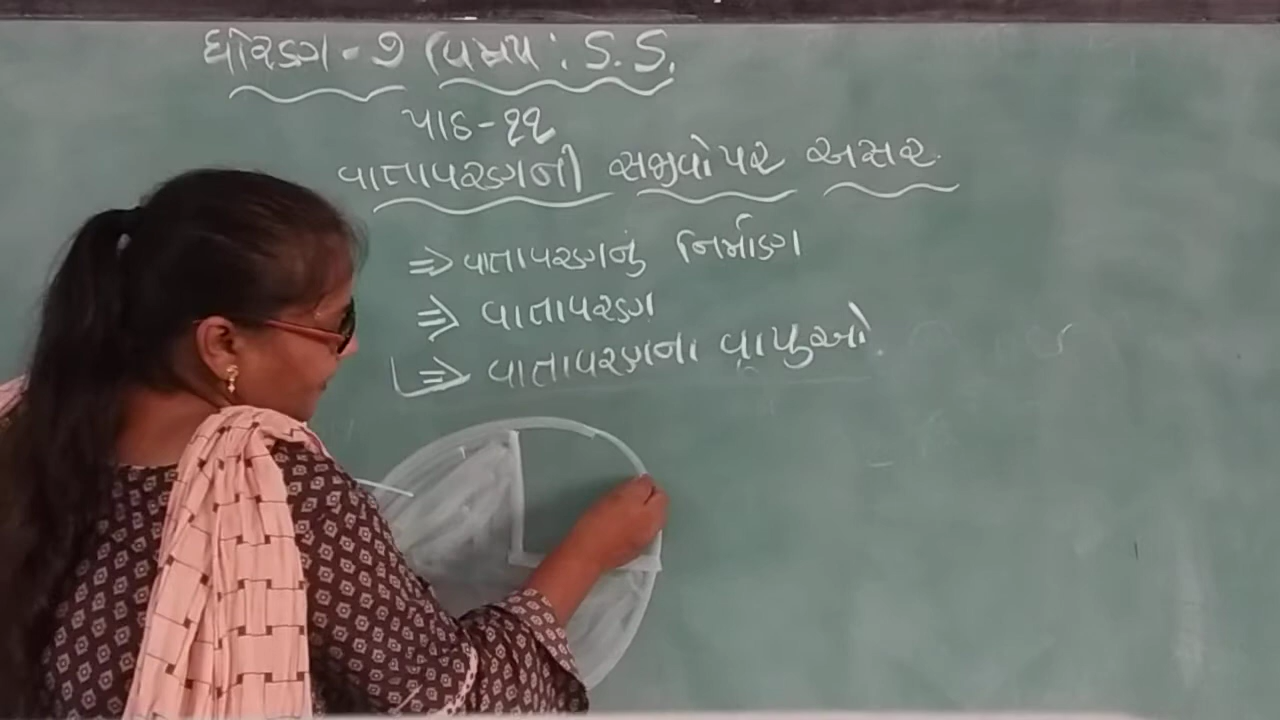 ધોરણ - ૭ વિષય : S. S.
પાઠ - ૧૧
વાતાવરણની સજીવો પર અસર.
⇒ વાતાવરણનું નિર્માણ
⇒ વાતાવરણ
⇒ વાતાવરણના વાયુઓ.